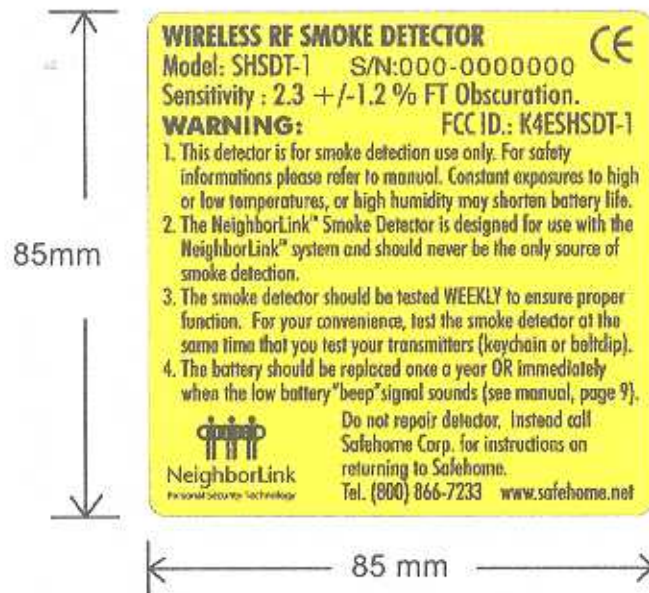 WIRELESS RF SMOKE DETECTOR CE
Model: SHSDT-1 S/N:000-0000000
Sensitivity : 2.3 +/-1.2 % FT Obscuration.
WARNING: FCC ID.: K4ESHSDT-1
1. This detector is for smoke detection use only. For safety
informations please refer to manual. Constant exposures to high
or low temperatures, or high humidity may shorten battery life.
2. The NeighborLink™ Smoke Detector is designed for use with the
NeighborLink™ system and should never be the only source of
smoke detection.
3. The smoke detector should be tested WEEKLY to ensure proper
function. For your convenience, test the smoke detector at the
same time that you test your transmitters (keychain or beltclip).
4. The battery should be replaced once a year OR immediately
when the low battery "beep" signal sounds (see manual, page 9).
Do not repair detector. Instead call
Safehome Corp. for instructions on
returning to Safehome.
Tel. (800) 866-7233 www.safehome.net
NeighborLink
Personal Security Technology
85mm
85 mm